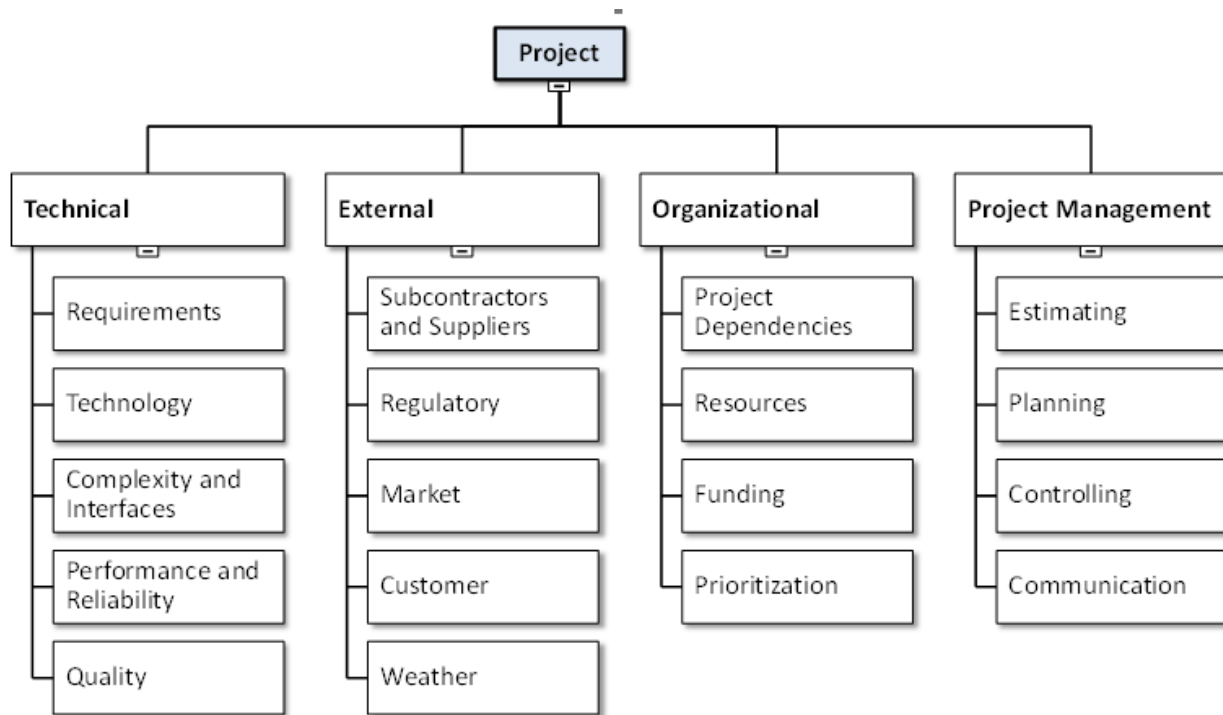 Project
Technical
Requirements
Technology
Complexity and
Interfaces
Performance and
Reliability
Quality
External
Subcontractors
and Suppliers
Regulatory
Market
Customer
Weather
Organizational
Project
Dependencies
Resources
Funding
Prioritization
Project Management
Estimating
Planning
Controlling
Communication